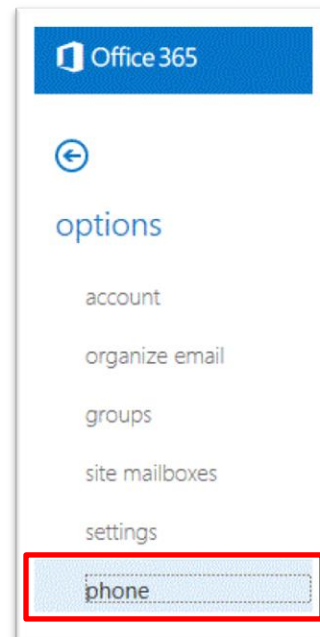 Office 365
options
account
organize email
groups
site mailboxes
settings
phone